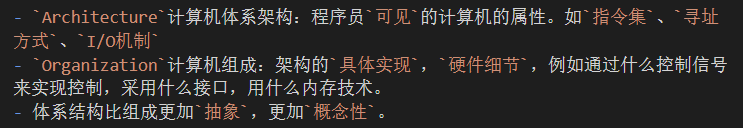 - `Architecture`计算机体系架构：程序员`可见`的计算机的属性。如`指令集`、`寻址
方式`、`I/O机制`
- `Organization`计算机组成：架构的`具体实现`，`硬件细节`，例如通过什么控制信号
来实现控制，采用什么接口，用什么内存技术。
- 体系结构比组成更加`抽象`，更加`概念性`。